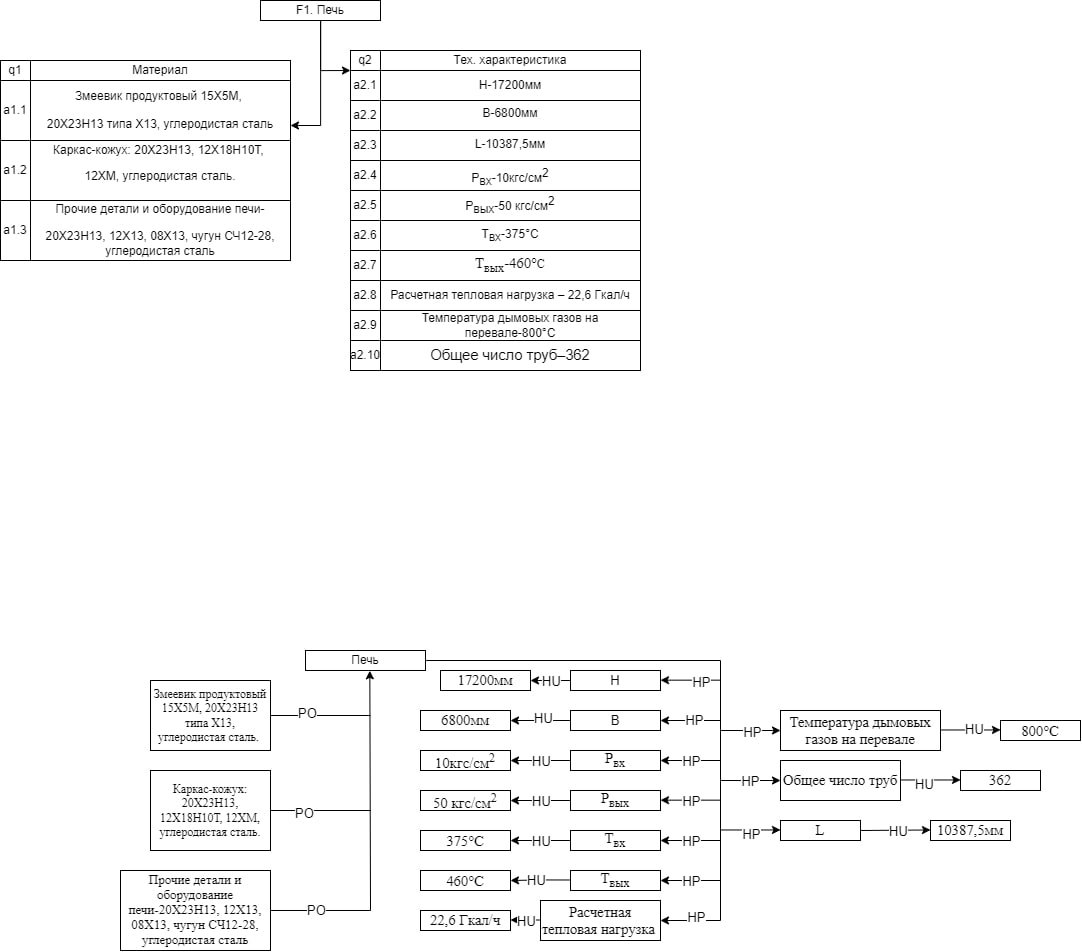 F1. Печь
q1 Материал
a1.1 Змеевик продуктовый 15Х5М,
20Х23Н13 типа Х13, углеродистая сталь
a1.2 Каркас-кожух: 20Х23Н13, 12Х18Н10Т,
12ХМ, углеродистая сталь.
a1.3 Прочие детали и оборудование печи-
20Х23Н13, 12Х13, 08Х13, чугун СЧ12-28,
углеродистая сталь
q2 Тех. характеристика
a2.1 Н-17200мм
a2.2 В-6800мм
a2.3 L-10387,5мм
a2.4 Рвх-10кгс/см2
a2.5 Рвых-50 кгс/см2
a2.6 Твх-375°С
a2.7 Твых-460°С
a2.8 Расчетная тепловая нагрузка – 22,6 Гкал/ч
a2.9 Температура дымовых газов на
перевале-800°С
a2.10 Общее число труб–362
Печь
Змеевик продуктовый
15Х5М, 20Х23Н13
типа Х13,
углеродистая сталь.
PO
Каркас-кожух:
20Х23Н13,
12Х18Н10Т, 12ХМ,
углеродистая сталь.
PO
Прочие детали и
оборудование
печи-20Х23Н13, 12Х13,
08Х13, чугун СЧ12-28,
углеродистая сталь
PO
17200мм HU Н HP
6800мм HU В HP
10кгс/см2 HU Рвх HP
50 кгс/см2 HU Рвых HP
375°С HU Твх HP
460°С HU Твых HP
22,6 Гкал/ч HU Расчетная
тепловая нагрузка HP
HP Температура дымовых
газов на перевале HU 800°С
HP Общее число труб HU 362
HP L HU 10387,5мм